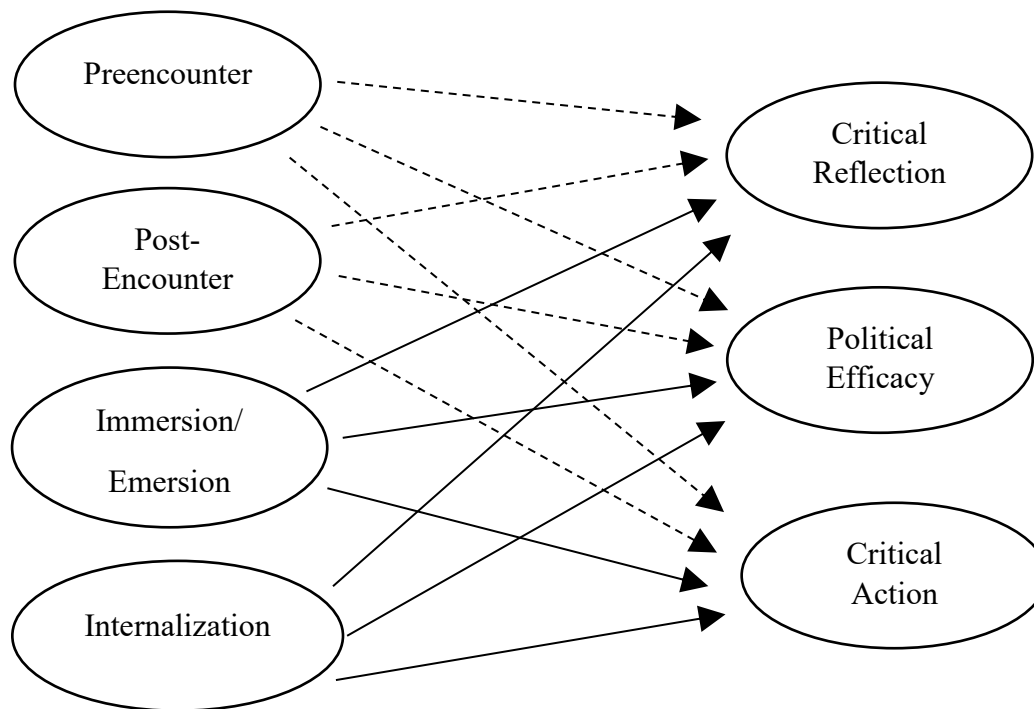 Preencounter
Post-
Encounter
Immersion/
Emersion
Internalization
Critical
Reflection
Political
Efficacy
Critical
Action